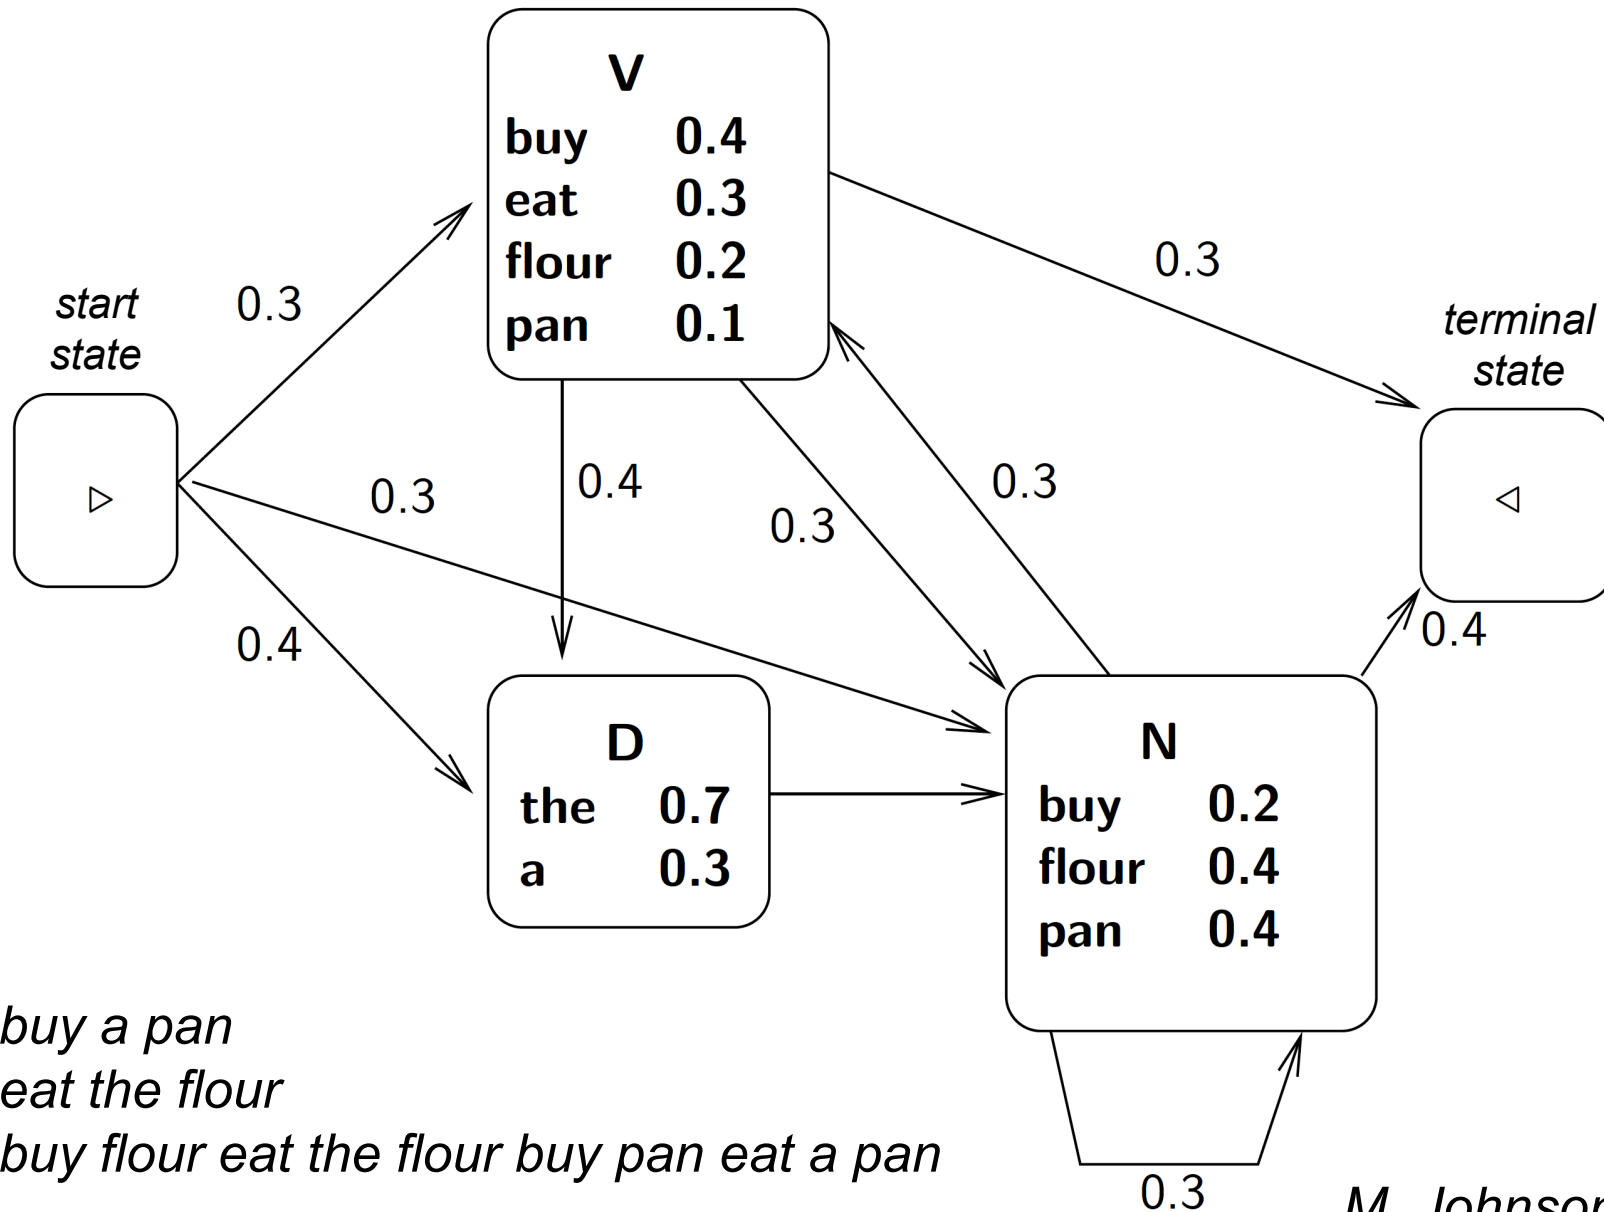 V
buy 0.4
eat 0.3
flour 0.2
pan 0.1
start
state
▷
0.3
0.3
0.4
0.4
0.3
0.3
0.3
terminal
state
◁
0.4
D
the 0.7
a 0.3
N
buy 0.2
flour 0.4
pan 0.4
0.3
buy a pan
eat the flour
buy flour eat the flour buy pan eat a pan
M. Johnson